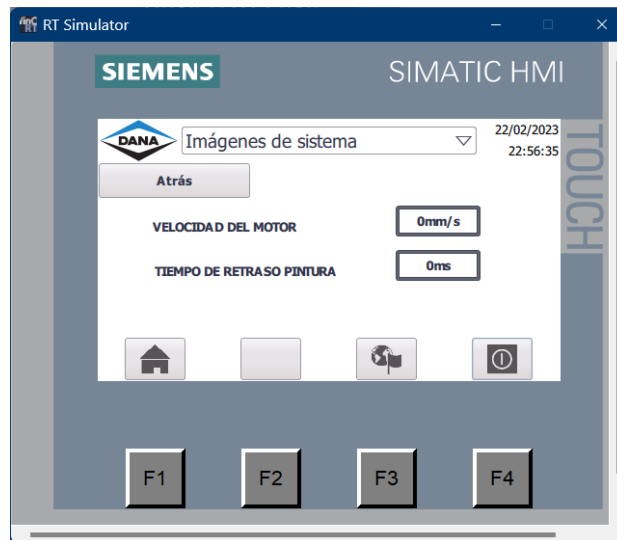 RT Simulator
SIEMENS
SIMATIC HMI
TOUCH
DANA
Imágenes de sistema
22/02/2023
22:56:35
Atrás
VELOCIDAD DEL MOTOR
0mm/s
TIEMPO DE RETRASO PINTURA
0ms
F1
F2
F3
F4